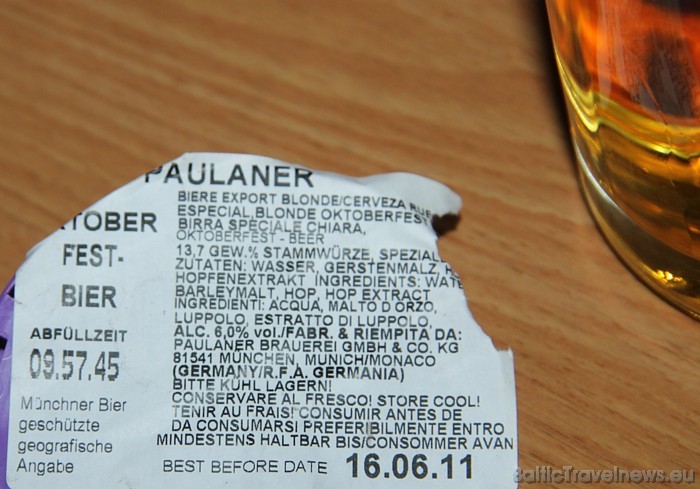 PAULANER
BIERE EXPORT BLONDE/CERVEZA
ESPECIAL,BLONDE OKTOBERFEST
BIRRA SPECIALE CHIARA,
OKTOBERFEST - BEER
13,7 GEW.% STAMMWÜRZE, SPEZIAL
ZUTATEN: WASSER, GERSTENMALZ,
HOPFENEXTRAKT INGREDIENTS: WATE
BARLEYMALT, HOP, HOP EXTRACT
INGREDIENTI: ACQUA, MALTO D'ORZO,
LUPPOLO, ESTRATTO DI LUPPOLO,
ALC. 6,0% vol./FABR. & RIEMPITA DA:
PAULANER BRAUEREI GMBH & CO. KG
81541 MÜNCHEN, MUNICH/MONACO
(GERMANY/R.F.A. GERMANIA)
BITTE KÜHL LAGERN!
CONSERVARE AL FRESCO! STORE COOL!
TENIR AU FRAIS! CONSUMIR ANTES DE
DA CONSUMARSI PREFERIBILMENTE ENTRO
MINDESTENS HALTBAR BIS/CONSOMMER AVAN
BEST BEFORE DATE 16.06.11
KTOBER
FEST-
BIER
ABFÜLLZEIT
09.57.45
Münchner Bier
geschützte
geografische
Angabe
BalticTravelnews.eu